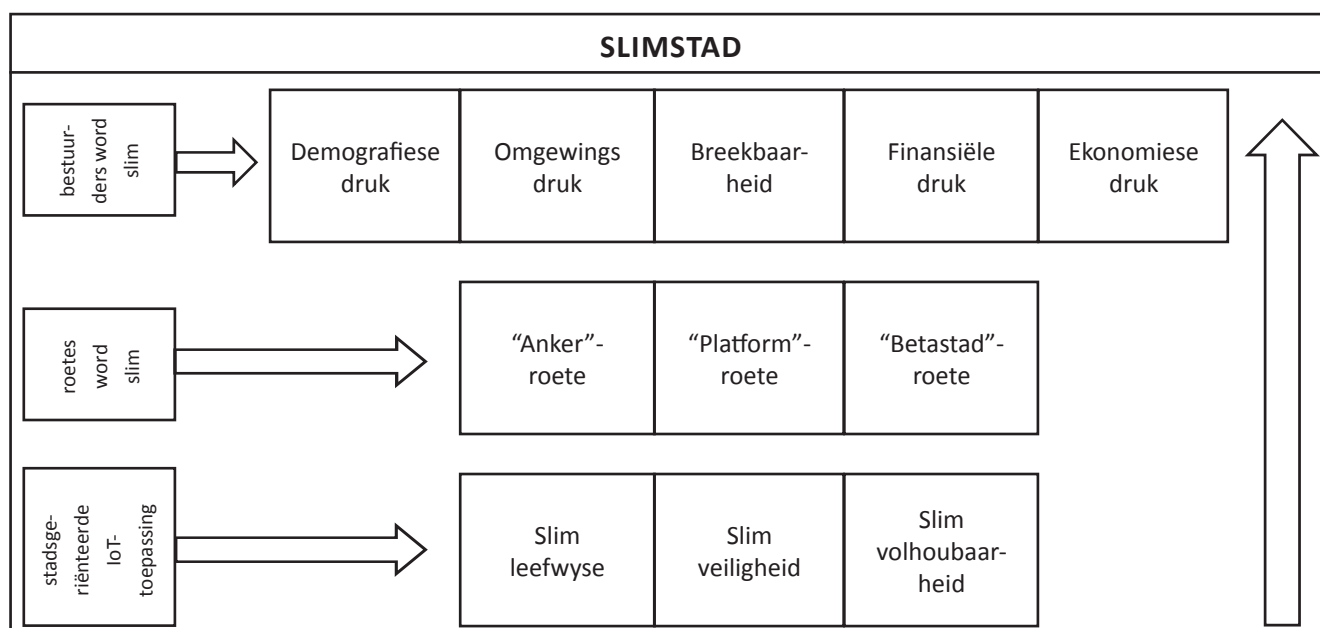 SLIMSTAD
bestuur-
ders word
slim
Demografiese
druk
Omgewings
druk
Breekbaar-
heid
Finansiële
druk
Ekonomiese
druk
roetes
word
slim
“Anker”-
roete
“Platform”-
roete
“Betastad”-
roete
stadsge-
riënteerde
IoT-
toepassing
Slim
leefwyse
Slim
veiligheid
Slim
volhoubaar-
heid